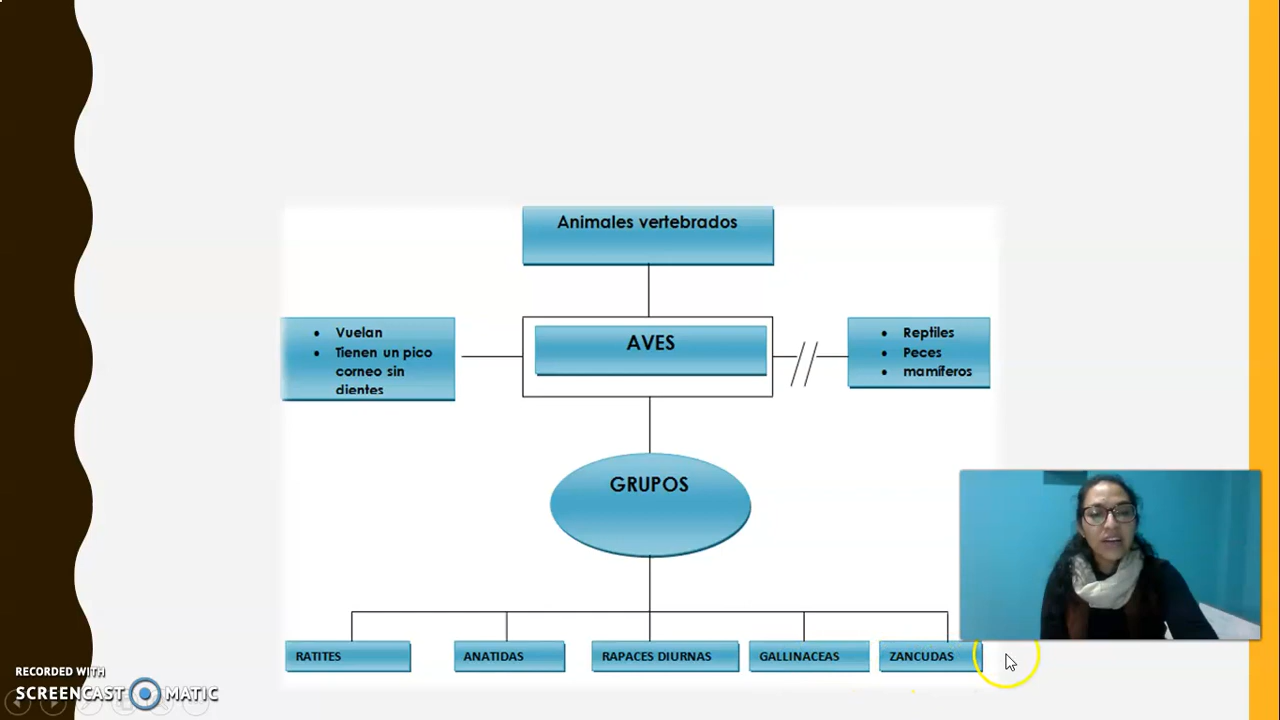 Animales vertebrados
• Vuelan
• Tienen un pico
corneo sin
dientes
AVES
• Reptiles
• Peces
• mamíferos
GRUPOS
RATITES
ANATIDAS
RAPACES DIURNAS
GALLINACEAS
ZANCUDAS
RECORDED WITH
SCREENCAST MATIC